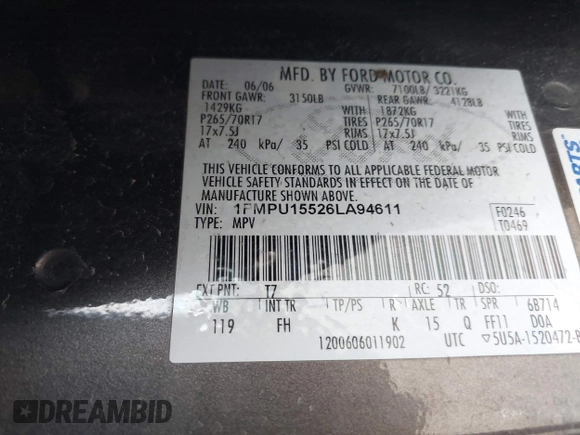 MFD. BY FORD MOTOR CO.
DATE: 06/06 GVWR: 7100LB/ 3221KG
FRONT GAWR: 3150LB REAR GAWR: 4128LB
1429KG 1872KG
P265/70R17 TIRES P265/70R17 TIRES
17x7.5J RIMS 17x7.5J RIMS
AT 240 kPa/ 35 PSI COLD AT 240 kPa/ 35 PSI COLD
THIS VEHICLE CONFORMS TO ALL APPLICABLE FEDERAL MOTOR
VEHICLE SAFETY STANDARDS IN EFFECT ON THE DATE OF
MANUFACTURE SHOWN ABOVE.
VIN: 1FMPU15526LA94611 F0246
TYPE: MPV T0469
EXT PNT: T7 RC: 52 DSO:
WB INT TR TP/PS R AXLE TR SPR 6B714
119 FH K 15 Q FF11 DOA
1200606011902 UTC ▽5U5A-1520472-B
PARTS
DREAMBID.COM